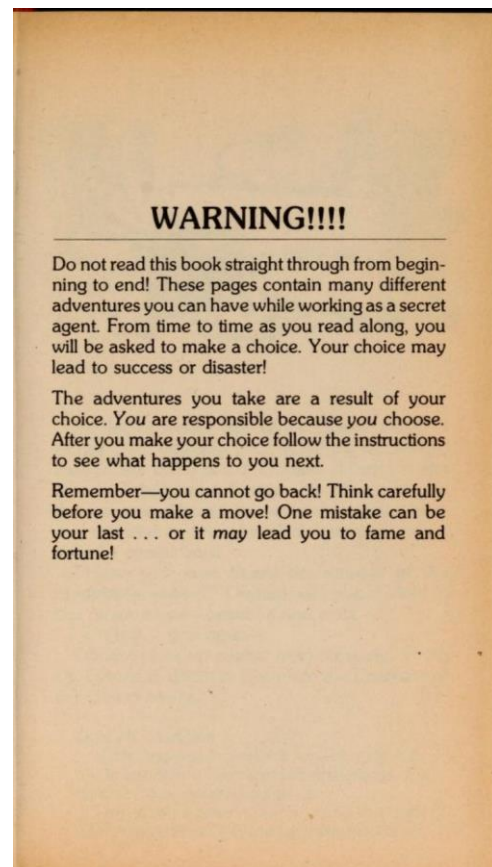 WARNING!!!!
Do not read this book straight through from begin-
ning to end! These pages contain many different
adventures you can have while working as a secret
agent. From time to time as you read along, you
will be asked to make a choice. Your choice may
lead to success or disaster!
The adventures you take are a result of your
choice. You are responsible because you choose.
After you make your choice follow the instructions
to see what happens to you next.
Remember—you cannot go back! Think carefully
before you make a move! One mistake can be
your last . . . or it may lead you to fame and
fortune!